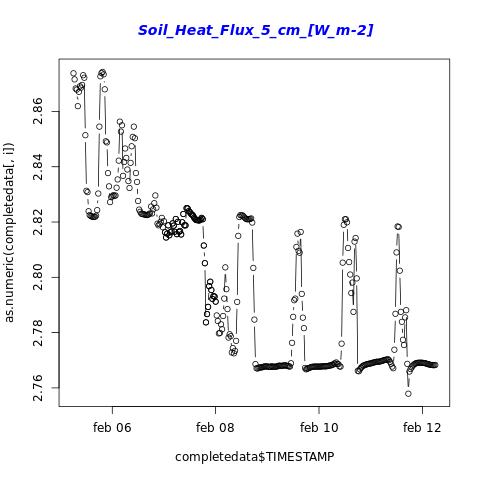 Soil_Heat_Flux_5_cm_[W_m-2]
as.numeric(completedata[, i])
2.86
2.84
2.82
2.80
2.78
2.76
feb 06
feb 08
feb 10
feb 12
completedata$TIMESTAMP